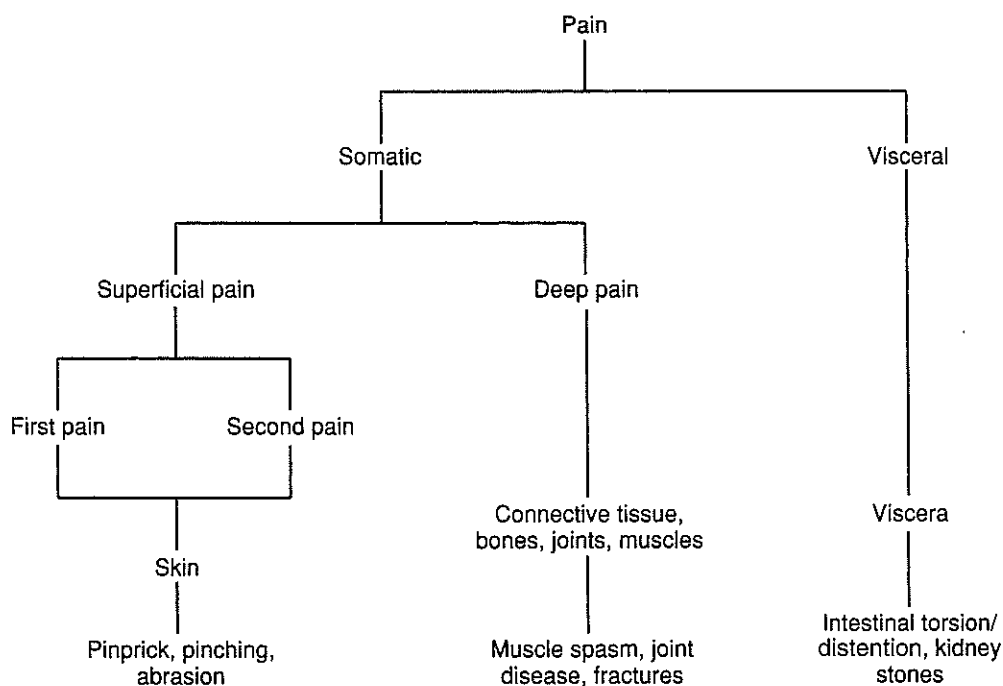 Pain
Somatic
Visceral
Superficial pain
Deep pain
First pain
Second pain
Connective tissue,
bones, joints, muscles
Viscera
Skin
Pinprick, pinching,
abrasion
Muscle spasm, joint
disease, fractures
Intestinal torsion/
distention, kidney
stones